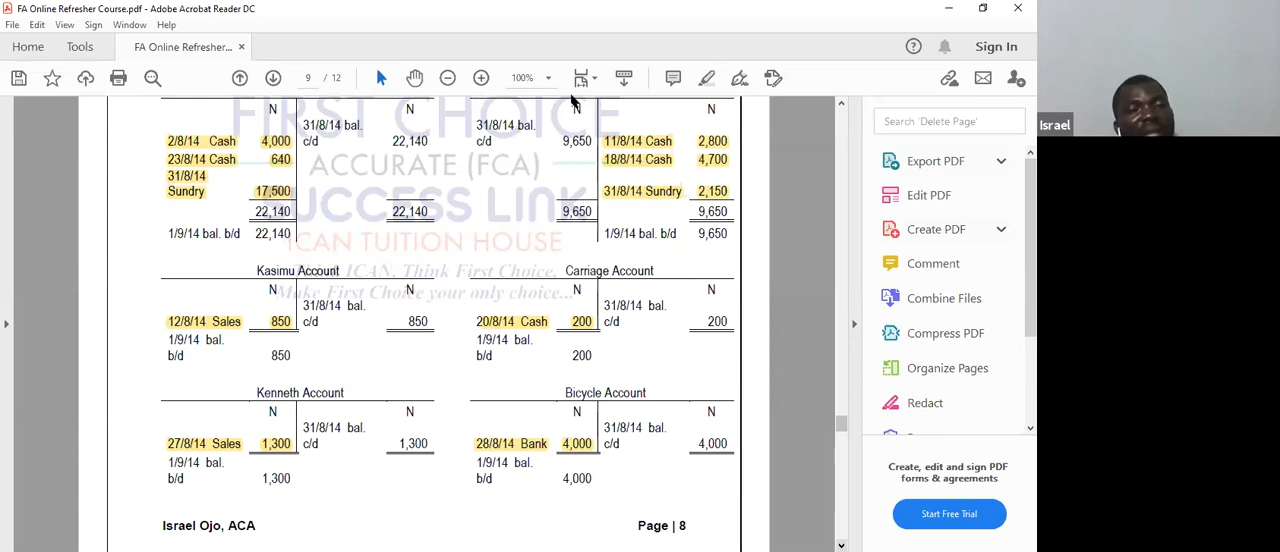 FA Online Refresher Course.pdf - Adobe Acrobat Reader DC
File Edit View Sign Window Help
Home Tools FA Online Refresher... × Sign In
9 / 12 100%
FIRST CHOICE
ACCURATE (FCA)
SUCCESS LINK
ICAN TUITION HOUSE
Think ICAN, Think First Choice.
Make First Choice your only choice...
N N
31/8/14 bal.
2/8/14 Cash 4,000 c/d 22,140
23/8/14 Cash 640
31/8/14
Sundry 17,500
22,140 22,140
1/9/14 bal. b/d 22,140
N N
31/8/14 bal.
c/d 9,650 11/8/14 Cash 2,800
18/8/14 Cash 4,700
31/8/14 Sundry 2,150
9,650 9,650
1/9/14 bal. b/d 9,650
Kasimu Account
N N
31/8/14 bal.
12/8/14 Sales 850 c/d 850
1/9/14 bal.
b/d 850
Carriage Account
N N
31/8/14 bal.
20/8/14 Cash 200 c/d 200
1/9/14 bal.
b/d 200
Kenneth Account
N N
31/8/14 bal.
27/8/14 Sales 1,300 c/d 1,300
1/9/14 bal.
b/d 1,300
Bicycle Account
N N
31/8/14 bal.
28/8/14 Bank 4,000 c/d 4,000
1/9/14 bal.
b/d 4,000
Israel Ojo, ACA Page | 8
Search 'Delete Page'
Export PDF
Edit PDF
Create PDF
Comment
Combine Files
Compress PDF
Organize Pages
Redact
Create, edit and sign PDF
forms & agreements
Start Free Trial
Israel